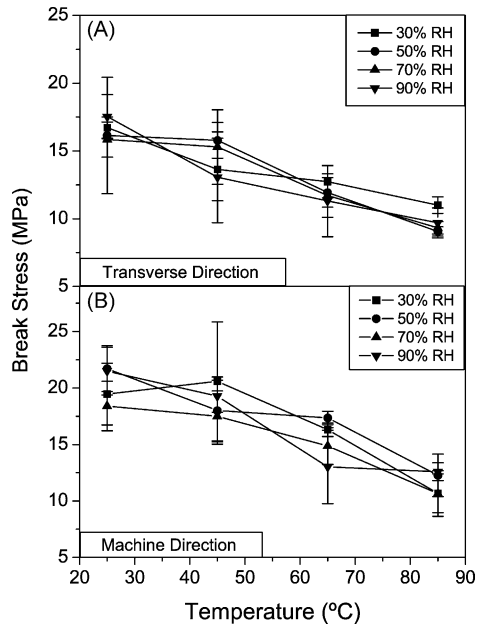 25
(A)
30% RH
50% RH
70% RH
90% RH
20
15
10
Transverse Direction
5
Break Stress (MPa)
(B)
30% RH
50% RH
70% RH
90% RH
25
20
15
10
Machine Direction
5
20 30 40 50 60 70 80 90
Temperature (ºC)